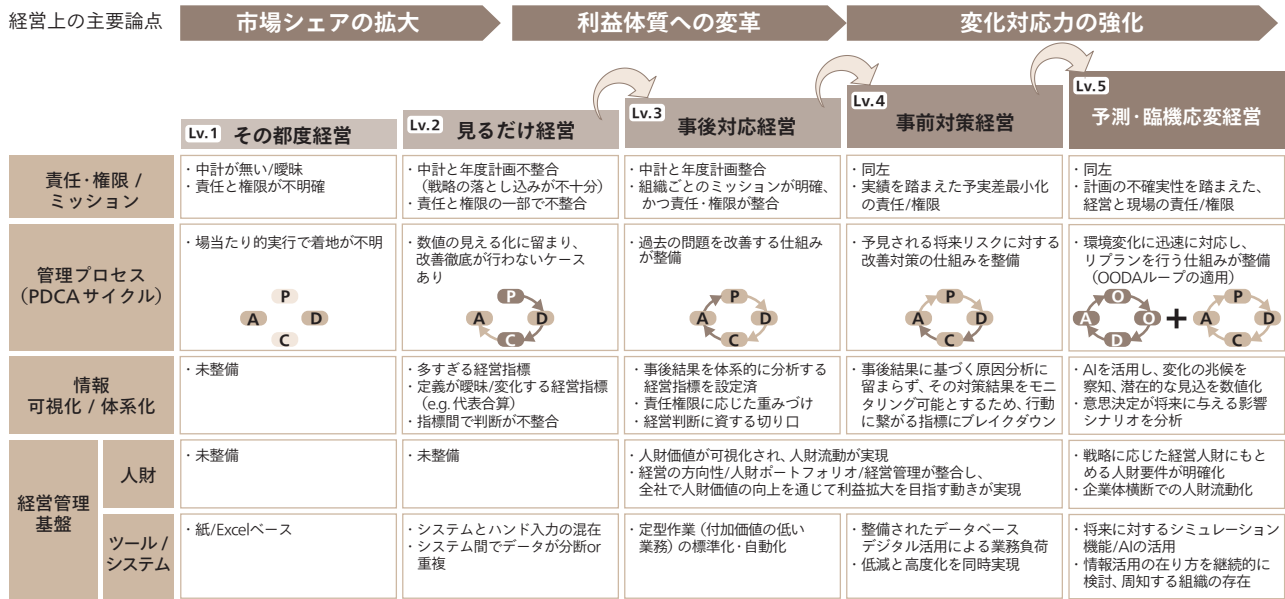 経営上の主要論点
市場シェアの拡大
利益体質への変革
変化対応力の強化
Lv.1 その都度経営
Lv.2 見るだけ経営
Lv.3 事後対応経営
Lv.4 事前対策経営
Lv.5 予測・臨機応変経営
責任・権限 /
ミッション
・中計が無い/曖昧
・責任と権限が不明確
・中計と年度計画不整合
(戦略の落とし込みが不十分)
・責任と権限の一部で不整合
・中計と年度計画整合
・組織ごとのミッションが明確、
かつ責任・権限が整合
・同左
・実績を踏まえた予実差最小化
の責任/権限
・同左
・計画の不確実性を踏まえた、
経営と現場の責任/権限
管理プロセス
(PDCAサイクル)
・場当たり的実行で着地が不明
P
A D
C
・数値の見える化に留まり、
改善徹底が行わないケース
あり
P
A D
C
・過去の問題を改善する仕組み
が整備
P
A D
C
・予見される将来リスクに対する
改善対策の仕組みを整備
P
A D
C
・環境変化に迅速に対応し、
リプランを行う仕組みが整備
(OODAループの適用)
O
A O
D
+
P
A D
C
情報
可視化 / 体系化
・未整備
・多すぎる経営指標
・定義が曖昧/変化する経営指標
(e.g. 代表合算)
・指標間で判断が不整合
・事後結果を体系的に分析する
経営指標を設定済
・責任権限に応じた重みづけ
・経営判断に資する切り口
・事後結果に基づく原因分析に
留まらず、その対策結果をモニ
タリング可能とするため、行動
に繋がる指標にブレイクダウン
・AIを活用し、変化の兆候を
察知、潜在的な見込を数値化
・意思決定が将来に与える影響
シナリオを分析
経営管理
基盤
人財
・未整備
・未整備
・人財価値が可視化され、人財流動が実現
・経営の方向性/人財ポートフォリオ/経営管理が整合し、
全社で人財価値の向上を通じて利益拡大を目指す動きが実現
・戦略に応じた経営人財にもと
める人財要件が明確化
・企業体横断での人財流動化
ツール /
システム
・紙/Excelベース
・システムとハンド入力の混在
・システム間でデータが分断or
重複
・定型作業(付加価値の低い
業務)の標準化・自動化
・整備されたデータベース
デジタル活用による業務負荷
・低減と高度化を同時実現
・将来に対するシミュレーション
機能/AIの活用
・情報活用の在り方を継続的に
検討、周知する組織の存在